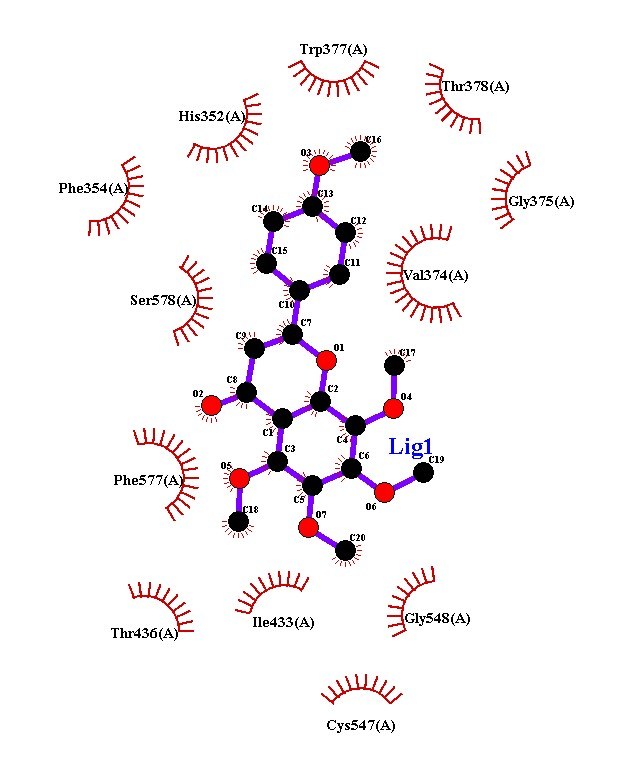 Trp377(A)
Thr378(A)
His352(A)
C16
O3
Phe354(A)
C13
Gly375(A)
C14
C12
C15
C11
Val374(A)
Ser578(A)
C10
C7
C9
O1
C17
C8
C2
O2
O4
C1
C4
Lig1
C3
C6
C19
O5
Phe577(A)
C5
O6
C18
O7
C20
Ile433(A)
Gly548(A)
Thr436(A)
Cys547(A)